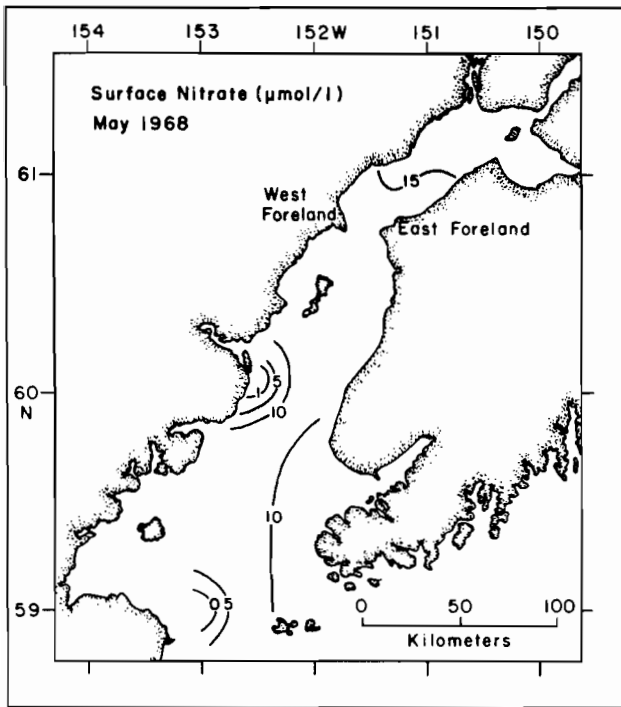 154 153 152W 151 150
Surface Nitrate (μmol/l)
May 1968
61
15
West
Foreland
East Foreland
60
N
1
5
10
10
59
0.5
0 50 100
Kilometers